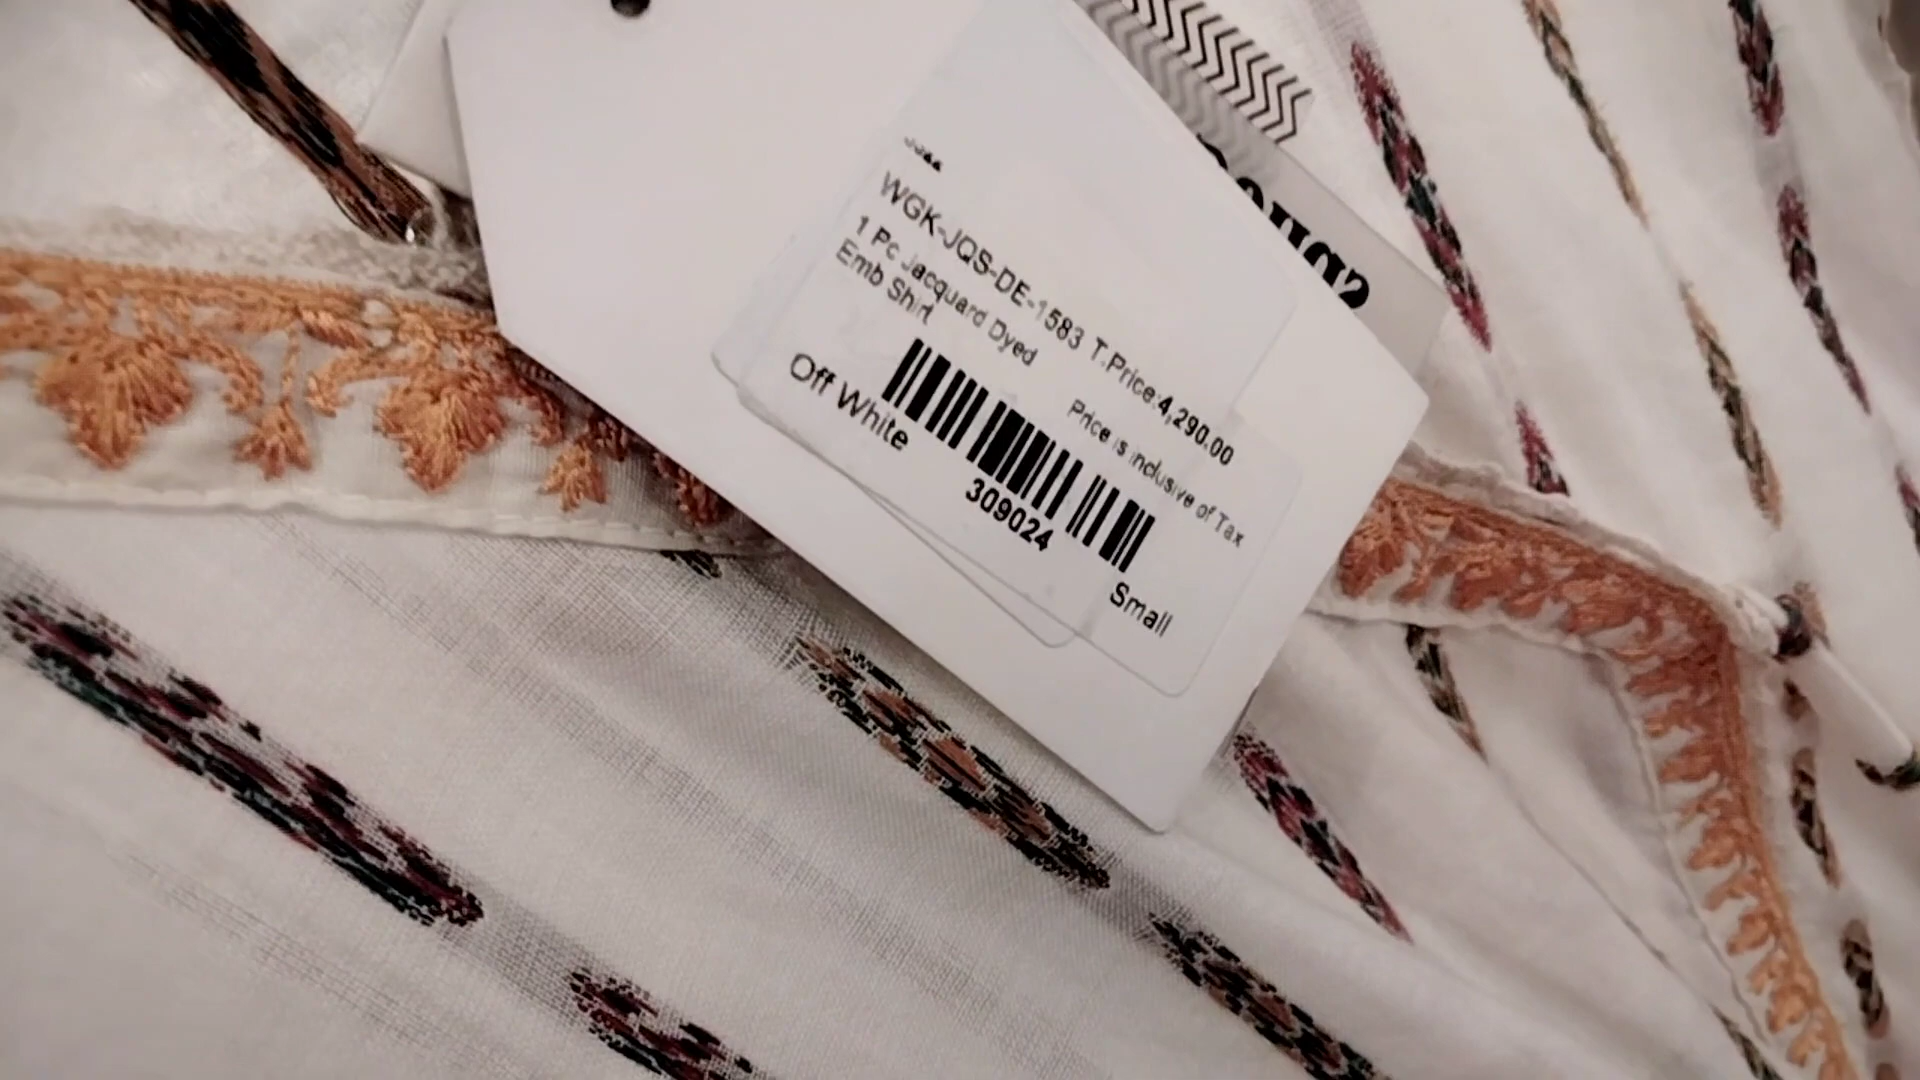 WGK-JQS-DE-1583 T.Price:4,290.00
1 Pc Jacquard Dyed
Emb Shirt
Price is inclusive of Tax
Off White
309024
Small